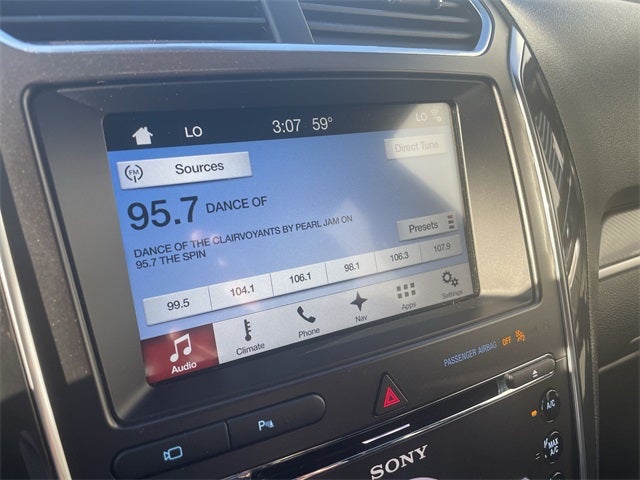 LO 3:07 59° LO
FM Sources Direct Tune
95.7 DANCE OF
DANCE OF THE CLAIRVOYANTS BY PEARL JAM ON
95.7 THE SPIN
Presets
99.5 104.1 106.1 98.1 106.3 107.9
Audio Climate Phone Nav Apps Settings
PASSENGER AIRBAG OFF
P
A/C
SONY
MAX
A/C